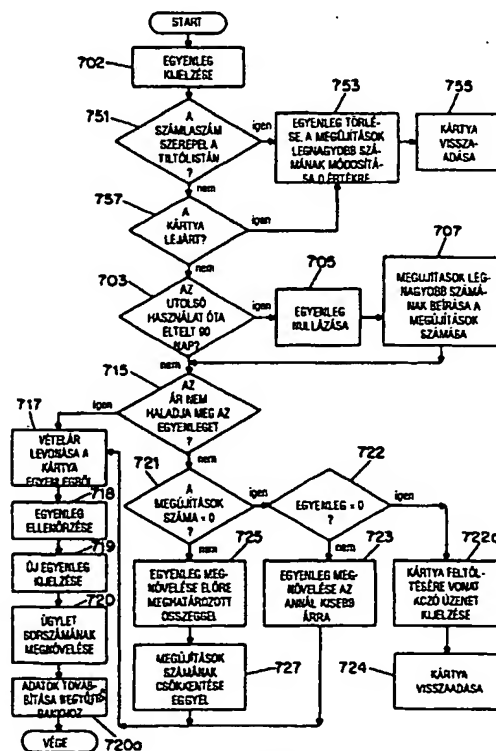 START
702
EGYENLEG
KIJELZÉSE
751
A
SZÁMLASZÁM
SZEREPEL A
TILTÓLISTÁN
?
igen
nem
753
EGYENLEG TÖRLÉ-
SE, A MEGÚJÍTÁSOK
LEGNAGYOBB SZÁ-
MÁNAK MÓDOSÍTÁ-
SA 0 ÉRTÉKRE
755
KÁRTYA
VISSZA-
ADÁSA
757
A
KÁRTYA
LEJÁRT?
igen
nem
703
AZ
UTOLSÓ
HASZNÁLAT ÓTA
ELTELT 90
NAP?
igen
nem
705
EGYENLEG
NULLÁZÁSA
707
MEGUJÍTÁSOK LEG-
NAGYOBB SZÁMÁ-
NAK BEÍRÁSA A
MEGÚJÍTÁSOK
SZÁMÁBA
715
AZ
ÁR NEM
HALADJA MEG AZ
EGYENLEGET
?
igen
nem
717
VÉTELÁR
LEVONÁSA A
KÁRTYA
EGYENLEGBŐL
718
EGYENLEG
ELLENŐRZÉSE
719
ÚJ EGYENLEG
KIJELZÉSE
720
ÜGYLET
SORSZÁMÁNAK
MEGNÖVELÉSE
ADATOK TOVÁB-
BÍTÁSA
720a
VÉGE
721
A
MEGÚJÍTÁSOK
SZÁMA = 0
?
igen
nem
722
EGYENLEG = 0
?
igen
nem
725
EGYENLEG MEG-
NÖVELÉSE ELŐRE
MEGHATÁROZOTT
ÖSSZEGGEL
723
EGYENLEG MEG-
NÖVELÉSE AZ AN-
NÁL KISEBB
ÁRRA
722a
KÁRTYA FELTÖL-
TÉSÉRE VONAT-
KOZÓ ÜZENET
KIJELZÉSE
727
MEGÚJÍTÁSOK
SZÁMÁNAK
CSÖKKENTÉSE
EGGYEL
724
KÁRTYA
VISSZAADÁSA